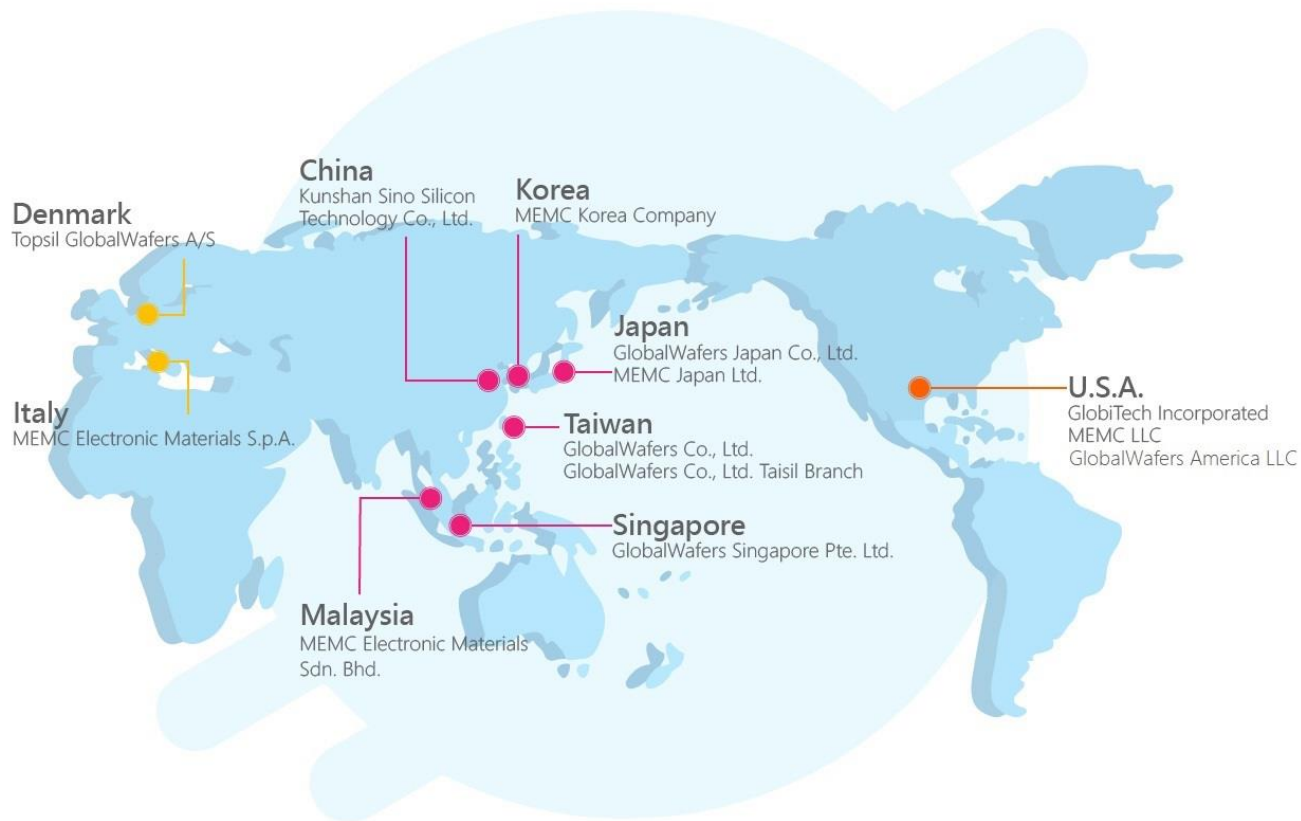 China
Kunshan Sino Silicon
Technology Co., Ltd.
Korea
MEMC Korea Company
Denmark
Topsil GlobalWafers A/S
Japan
GlobalWafers Japan Co., Ltd.
MEMC Japan Ltd.
U.S.A.
GlobiTech Incorporated
MEMC LLC
GlobalWafers America LLC
Italy
MEMC Electronic Materials S.p.A.
Taiwan
GlobalWafers Co., Ltd.
GlobalWafers Co., Ltd. Taisil Branch
Singapore
GlobalWafers Singapore Pte. Ltd.
Malaysia
MEMC Electronic Materials
Sdn. Bhd.